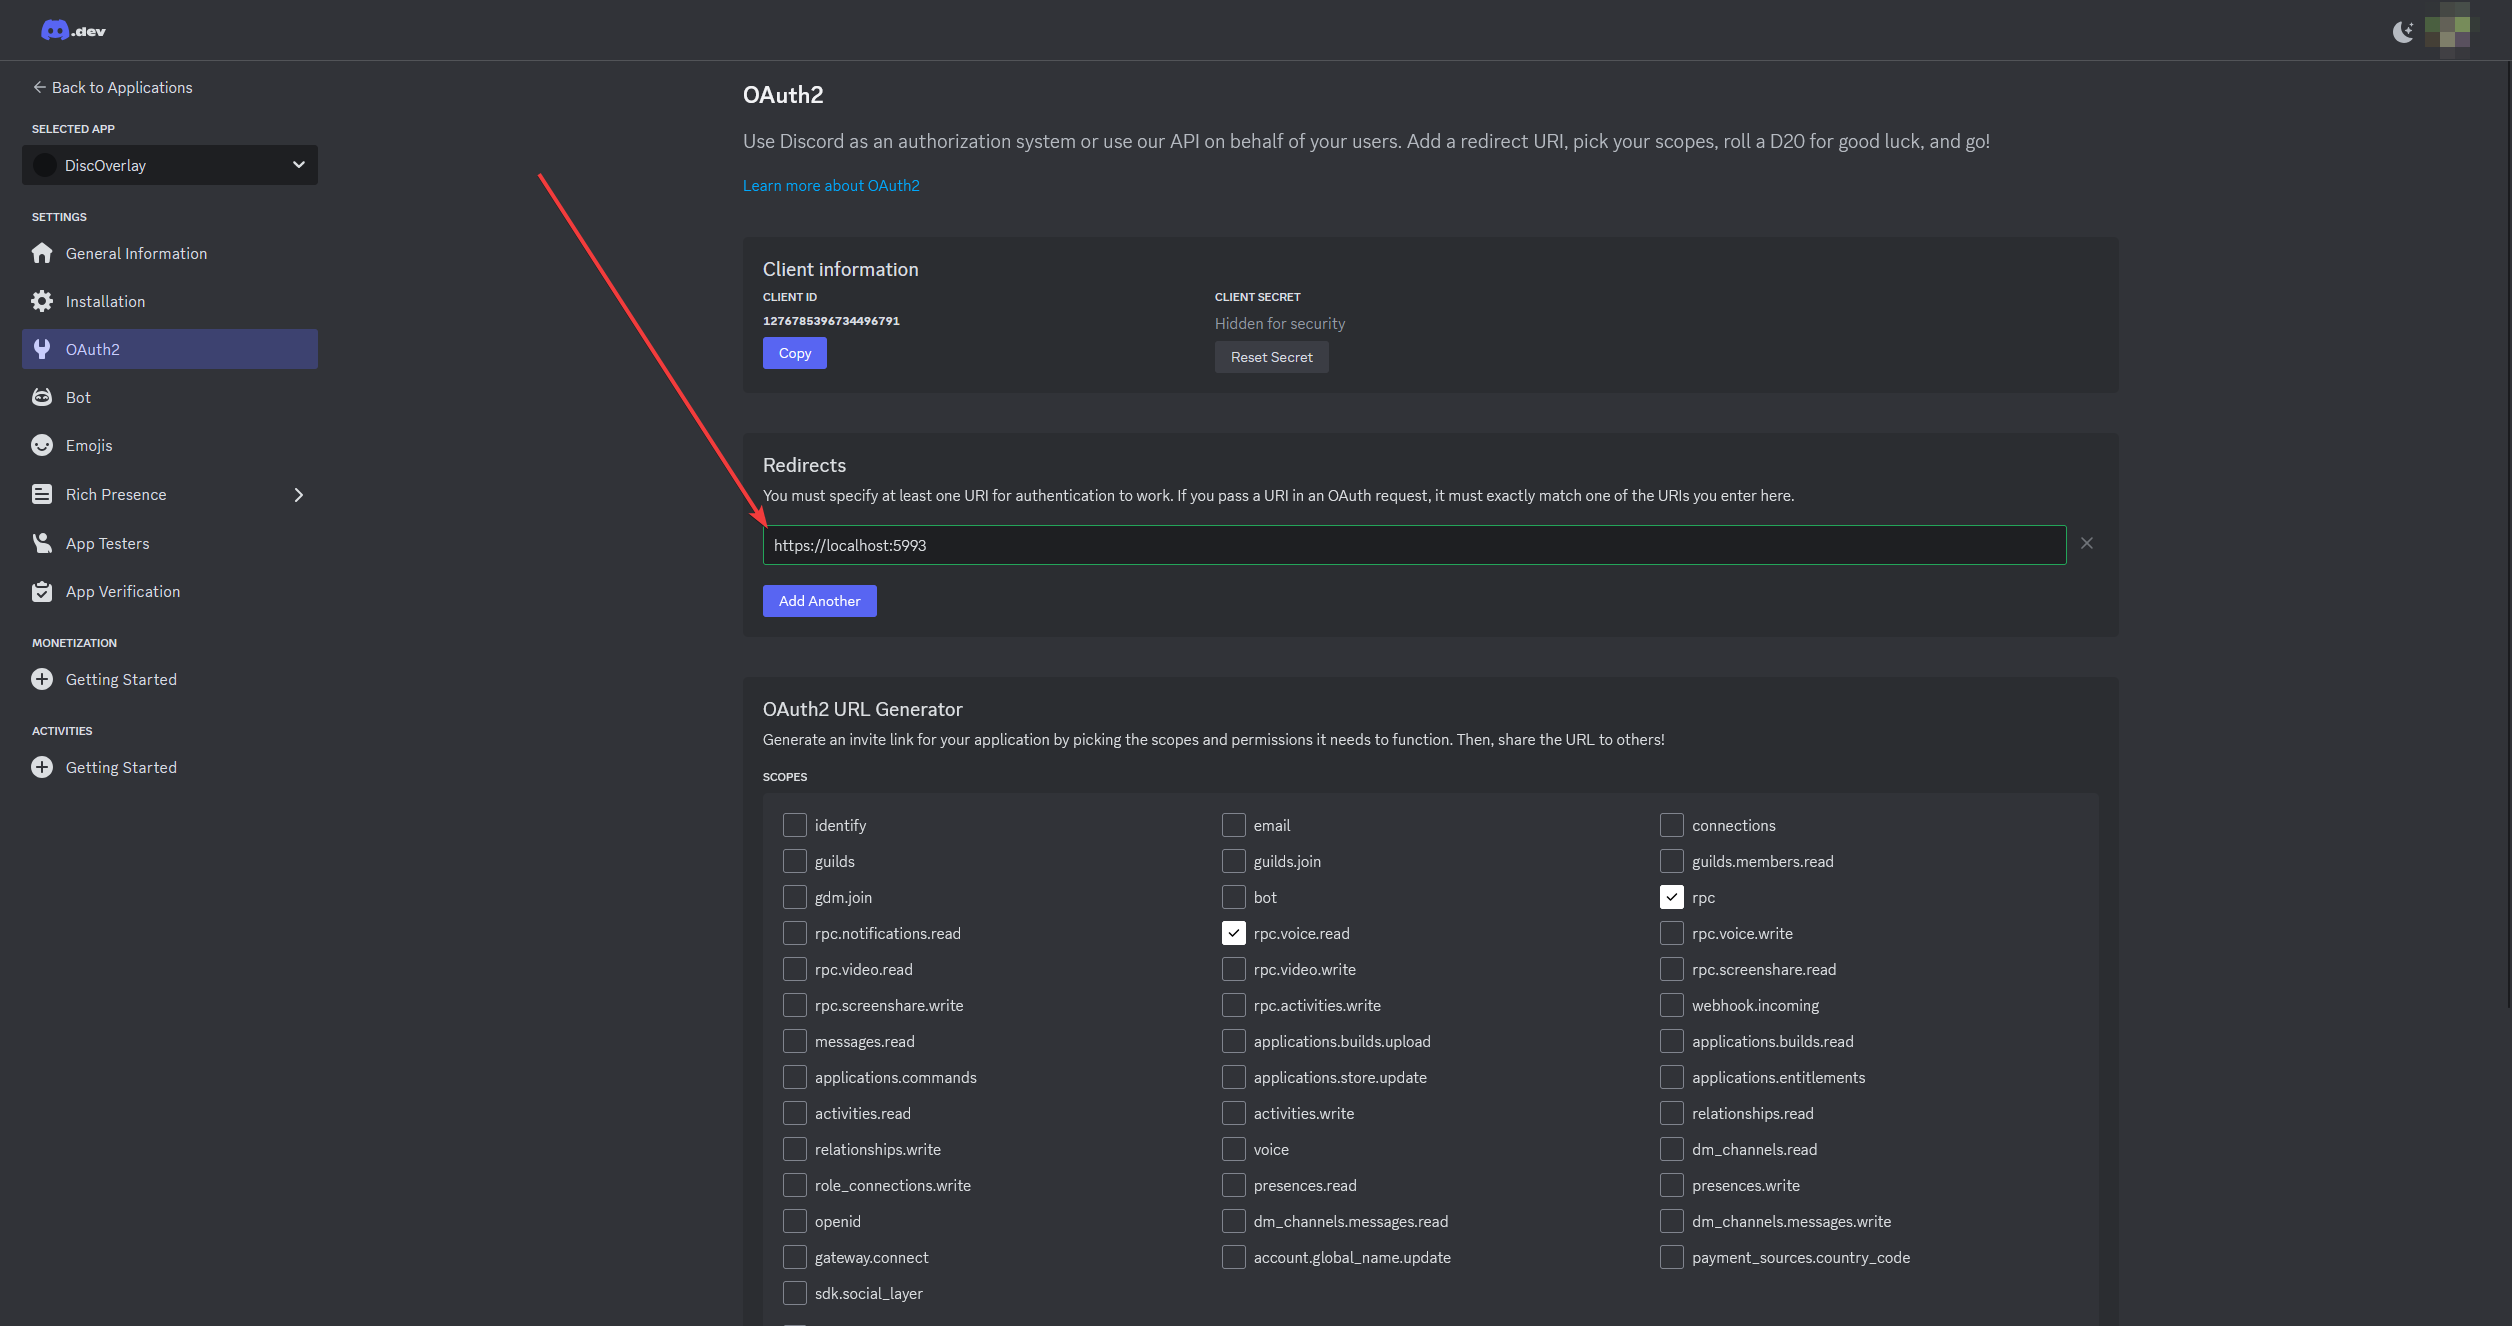 .dev
Back to Applications
SELECTED APP
DiscOverlay
SETTINGS
General Information
Installation
OAuth2
Bot
Emojis
Rich Presence
App Testers
App Verification
MONETIZATION
Getting Started
ACTIVITIES
Getting Started
OAuth2
Use Discord as an authorization system or use our API on behalf of your users. Add a redirect URI, pick your scopes, roll a D20 for good luck, and go!
Learn more about OAuth2
Client information
CLIENT ID
1276785396734496791
Copy
CLIENT SECRET
Hidden for security
Reset Secret
Redirects
You must specify at least one URI for authentication to work. If you pass a URI in an OAuth request, it must exactly match one of the URIs you enter here.
https://localhost:5993
Add Another
OAuth2 URL Generator
Generate an invite link for your application by picking the scopes and permissions it needs to function. Then, share the URL to others!
SCOPES
identify
email
connections
guilds
guilds.join
guilds.members.read
gdm.join
bot
rpc
rpc.notifications.read
rpc.voice.read
rpc.voice.write
rpc.video.read
rpc.video.write
rpc.screenshare.read
rpc.screenshare.write
rpc.activities.write
webhook.incoming
messages.read
applications.builds.upload
applications.builds.read
applications.commands
applications.store.update
applications.entitlements
activities.read
activities.write
relationships.read
relationships.write
voice
dm_channels.read
role_connections.write
presences.read
presences.write
openid
dm_channels.messages.read
dm_channels.messages.write
gateway.connect
account.global_name.update
payment_sources.country_code
sdk.social_layer